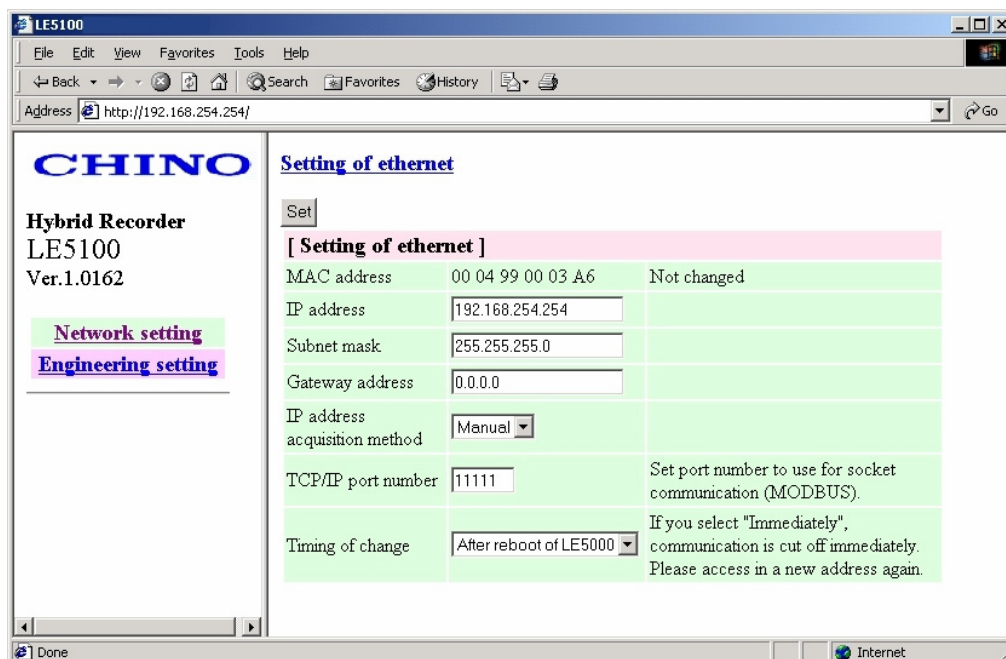 LE5100
File Edit View Favorites Tools Help
Back Search Favorites History
Address http://192.168.254.254/ Go
CHINO
Hybrid Recorder
LE5100
Ver.1.0162
Network setting
Engineering setting
Setting of ethernet
Set
[ Setting of ethernet ]
MAC address 00 04 99 00 03 A6 Not changed
IP address 192.168.254.254
Subnet mask 255.255.255.0
Gateway address 0.0.0.0
IP address
acquisition method Manual
TCP/IP port number 11111 Set port number to use for socket
communication (MODBUS).
Timing of change After reboot of LE5000 If you select "Immediately",
communication is cut off immediately.
Please access in a new address again.
Done Internet